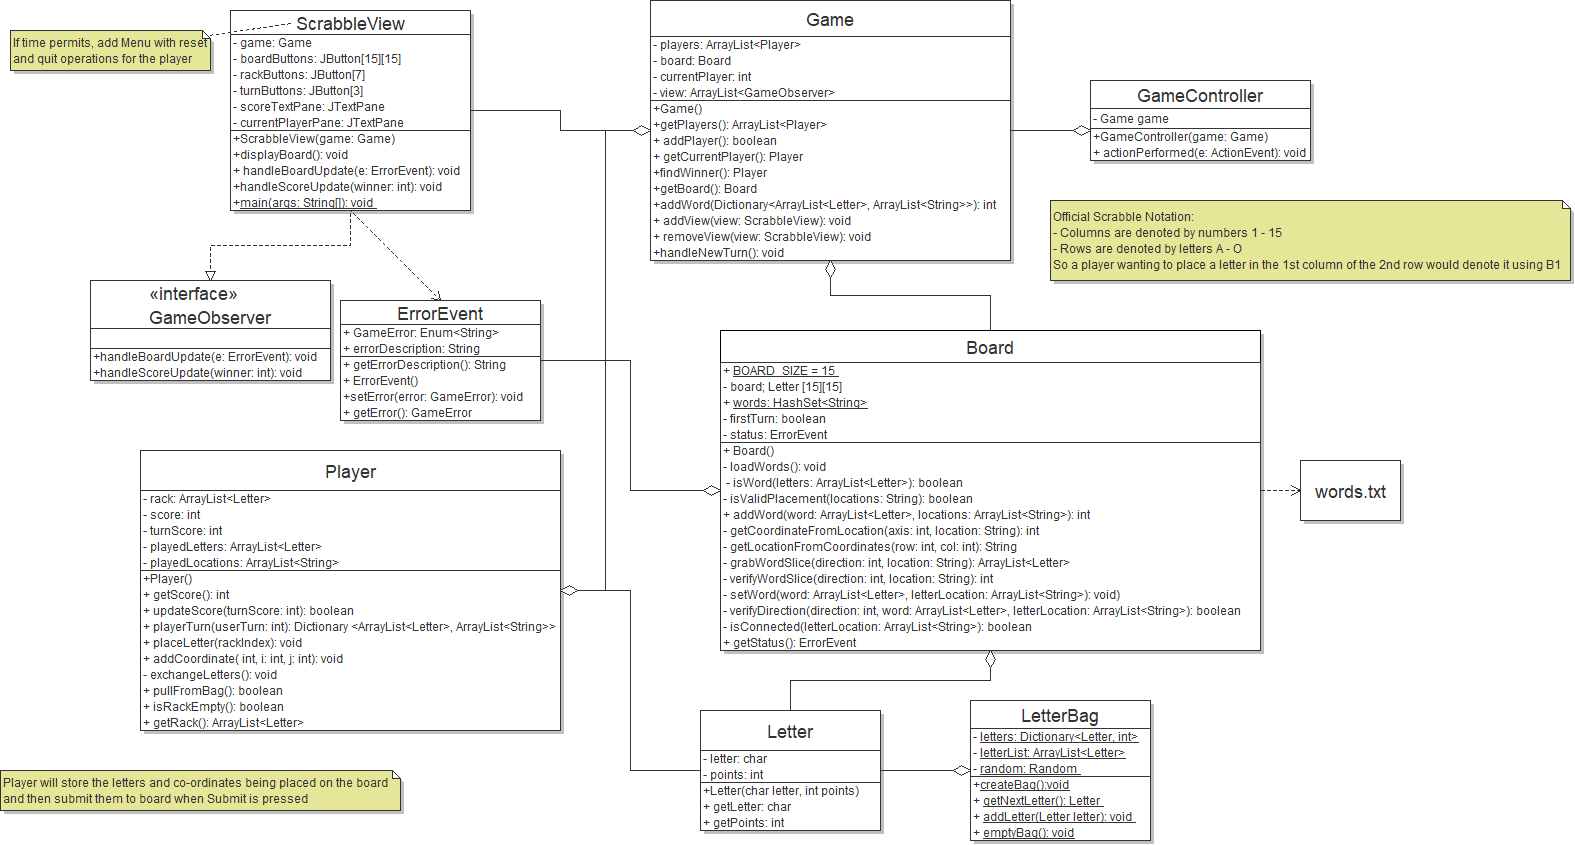 If time permits, add Menu with reset
and quit operations for the player
ScrabbleView
- game: Game
- boardButtons: JButton[15][15]
- rackButtons: JButton[7]
- turnButtons: JButton[3]
- scoreTextPane: JTextPane
- currentPlayerPane: JTextPane
+ScrabbleView(game: Game)
+displayBoard(): void
+ handleBoardUpdate(e: ErrorEvent): void
+handleScoreUpdate(winner: int): void
+main(args: String[]): void
Game
- players: ArrayList<Player>
- board: Board
- currentPlayer: int
- view: ArrayList<GameObserver>
+Game()
+getPlayers(): ArrayList<Player>
+ addPlayer(): boolean
+ getCurrentPlayer(): Player
+findWinner(): Player
+getBoard(): Board
+addWord(Dictionary<ArrayList<Letter>, ArrayList<String>>): int
+ addView(view: ScrabbleView): void
+ removeView(view: ScrabbleView): void
+handleNewTurn(): void
GameController
- Game game
+GameController(game: Game)
+ actionPerformed(e: ActionEvent): void
Official Scrabble Notation:
- Columns are denoted by numbers 1 - 15
- Rows are denoted by letters A - O
So a player wanting to place a letter in the 1st column of the 2nd row would denote it using B1
«interface»
GameObserver
+handleBoardUpdate(e: ErrorEvent): void
+handleScoreUpdate(winner: int): void
ErrorEvent
+ GameError: Enum<String>
+ errorDescription: String
+ getErrorDescription(): String
+ ErrorEvent()
+setError(error: GameError): void
+ getError(): GameError
Board
+ BOARD_SIZE = 15
- board; Letter [15][15]
+ words: HashSet<String>
- firstTurn: boolean
- status: ErrorEvent
+ Board()
- loadWords(): void
- isWord(letters: ArrayList<Letter>): boolean
- isValidPlacement(locations: String): boolean
+ addWord(word: ArrayList<Letter>, locations: ArrayList<String>): int
- getCoordinateFromLocation(axis: int, location: String): int
- getLocationFromCoordinates(row: int, col: int): String
- grabWordSlice(direction: int, location: String): ArrayList<Letter>
- verifyWordSlice(direction: int, location: String): int
- setWord(word: ArrayList<Letter>, letterLocation: ArrayList<String>): void)
- verifyDirection(direction: int, word: ArrayList<Letter>, letterLocation: ArrayList<String>): boolean
- isConnected(letterLocation: ArrayList<String>): boolean
+ getStatus(): ErrorEvent
words.txt
Player
- rack: ArrayList<Letter>
- score: int
- turnScore: int
- playedLetters: ArrayList<Letter>
- playedLocations: ArrayList<String>
+Player()
+ getScore(): int
+ updateScore(turnScore: int): boolean
+ playerTurn(userTurn: int): Dictionary <ArrayList<Letter>, ArrayList<String>>
+ placeLetter(rackIndex): void
+ addCoordinate( int, i: int, j: int): void
- exchangeLetters(): void
+ pullFromBag(): boolean
+ isRackEmpty(): boolean
+ getRack(): ArrayList<Letter>
Player will store the letters and co-ordinates being placed on the board
and then submit them to board when Submit is pressed
Letter
- letter: char
- points: int
+Letter(char letter, int points)
+ getLetter: char
+ getPoints: int
LetterBag
- letters: Dictionary<Letter, int>
- letterList: ArrayList<Letter>
- random: Random
+createBag():void
+ getNextLetter(): Letter
+ addLetter(Letter letter): void
+ emptyBag(): void